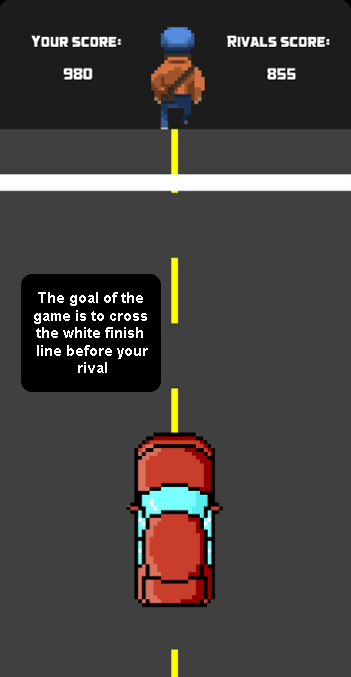 Your score: Rivals score:
980 855
The goal of the
game is to cross
the white finish
line before your
rival